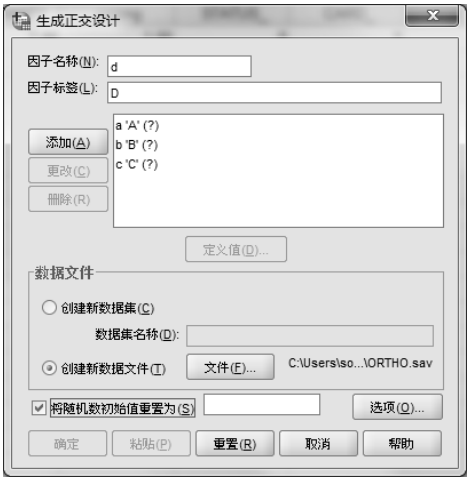 生成正交设计
因子名称(N): d
因子标签(L): D
添加(A)
更改(C)
删除(R)
a 'A' (?)
b 'B' (?)
c 'C' (?)
定义值(D)...
数据文件
创建新数据集(C)
数据集名称(D):
创建新数据文件(T) 文件(F)... C:\Users\so...\ORTHO.sav
将随机数初始值重置为(S) 选项(O)...
确定 粘贴(P) 重置(R) 取消 帮助